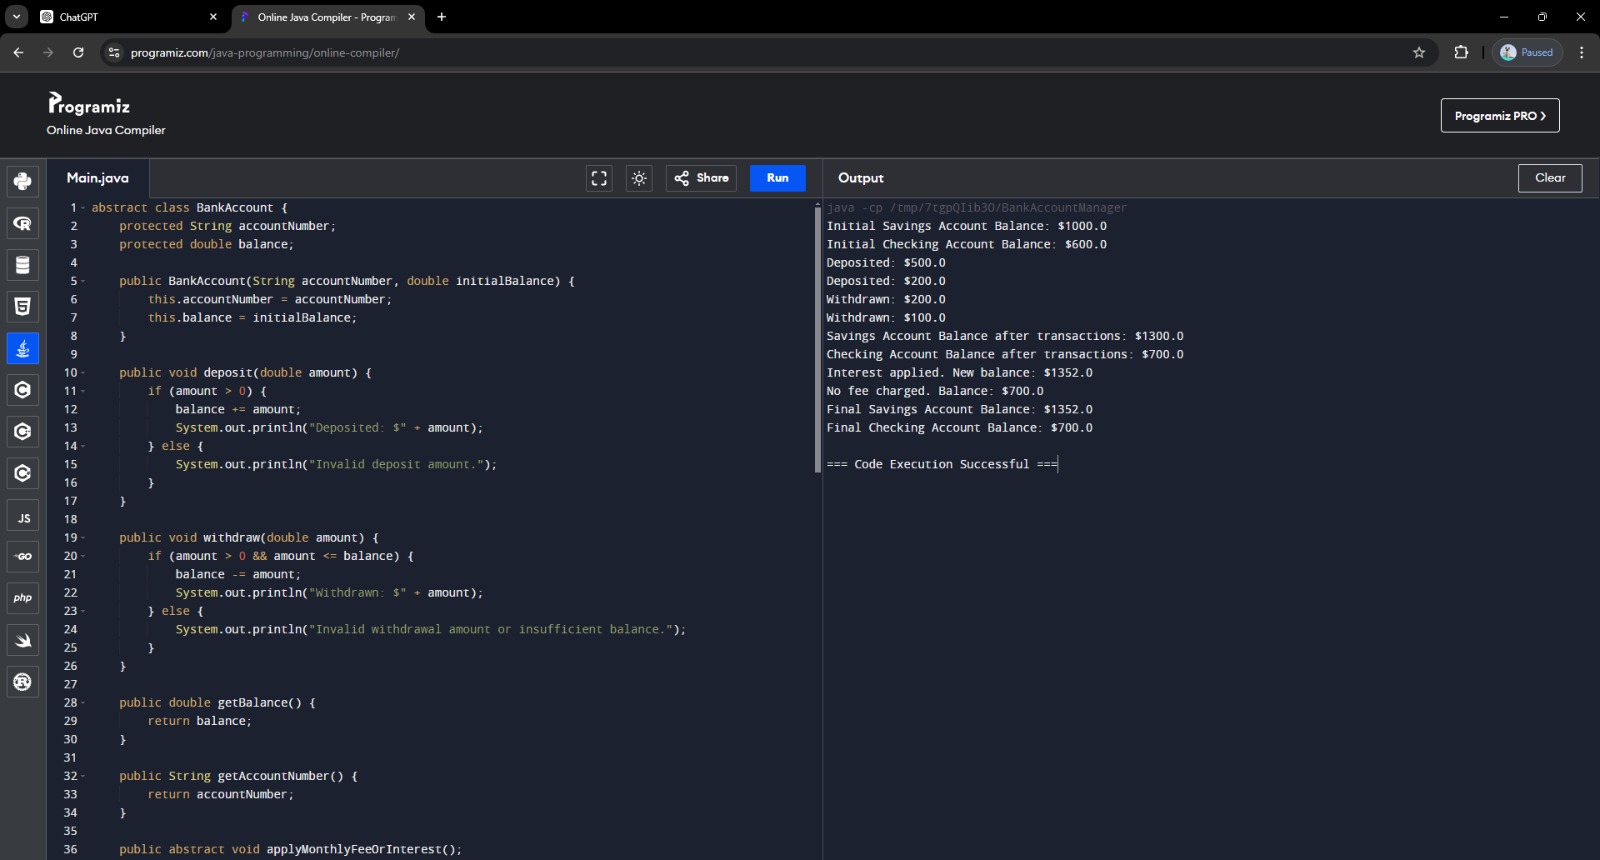 ChatGPT
Online Java Compiler - Program
programiz.com/java-programming/online-compiler/
Paused
Programiz
Online Java Compiler
Programiz PRO
Main.java
Share
Run
Output
Clear
1 abstract class BankAccount {
2 protected String accountNumber;
3 protected double balance;
4
5 public BankAccount(String accountNumber, double initialBalance) {
6 this.accountNumber = accountNumber;
7 this.balance = initialBalance;
8 }
9
10 public void deposit(double amount) {
11 if (amount > 0) {
12 balance += amount;
13 System.out.println("Deposited: $" + amount);
14 } else {
15 System.out.println("Invalid deposit amount.");
16 }
17 }
18
19 public void withdraw(double amount) {
20 if (amount > 0 && amount <= balance) {
21 balance -= amount;
22 System.out.println("Withdrawn: $" + amount);
23 } else {
24 System.out.println("Invalid withdrawal amount or insufficient balance.");
25 }
26 }
27
28 public double getBalance() {
29 return balance;
30 }
31
32 public String getAccountNumber() {
33 return accountNumber;
34 }
35
36 public abstract void applyMonthlyFeeOrInterest();
java -cp /tmp/7tgpQIib3O/BankAccountManager
Initial Savings Account Balance: $1000.0
Initial Checking Account Balance: $600.0
Deposited: $500.0
Deposited: $200.0
Withdrawn: $200.0
Withdrawn: $100.0
Savings Account Balance after transactions: $1300.0
Checking Account Balance after transactions: $700.0
Interest applied. New balance: $1352.0
No fee charged. Balance: $700.0
Final Savings Account Balance: $1352.0
Final Checking Account Balance: $700.0
=== Code Execution Successful ===
JS
GO
php